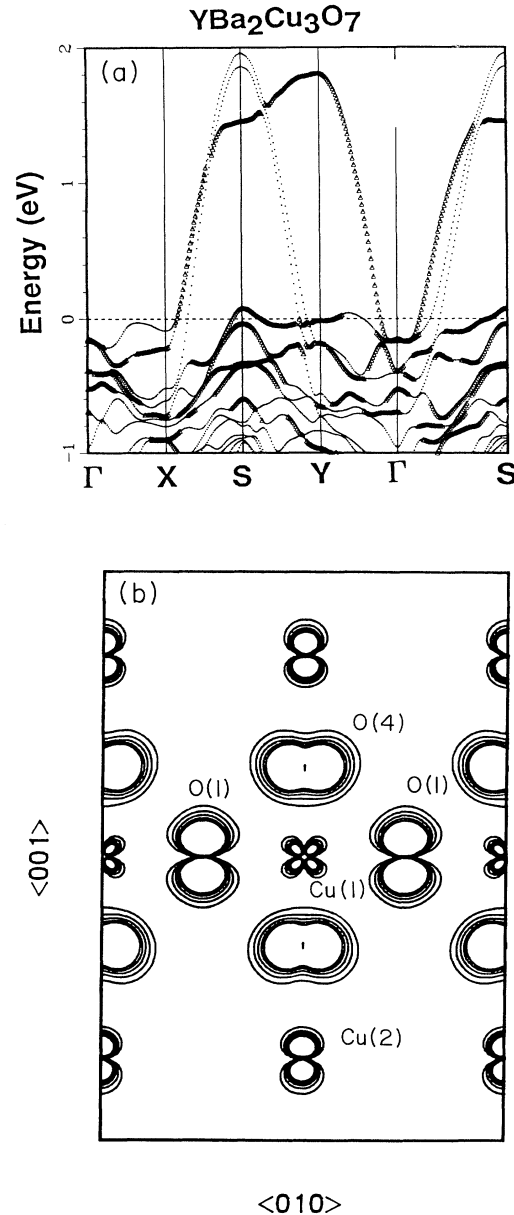 YBa₂Cu₃O₇
(a)
2
1
0
-1
Energy (eV)
Γ X S Y Γ S
(b)
O(4)
O(1) O(1)
Cu(1)
Cu(2)
<001>
<010>